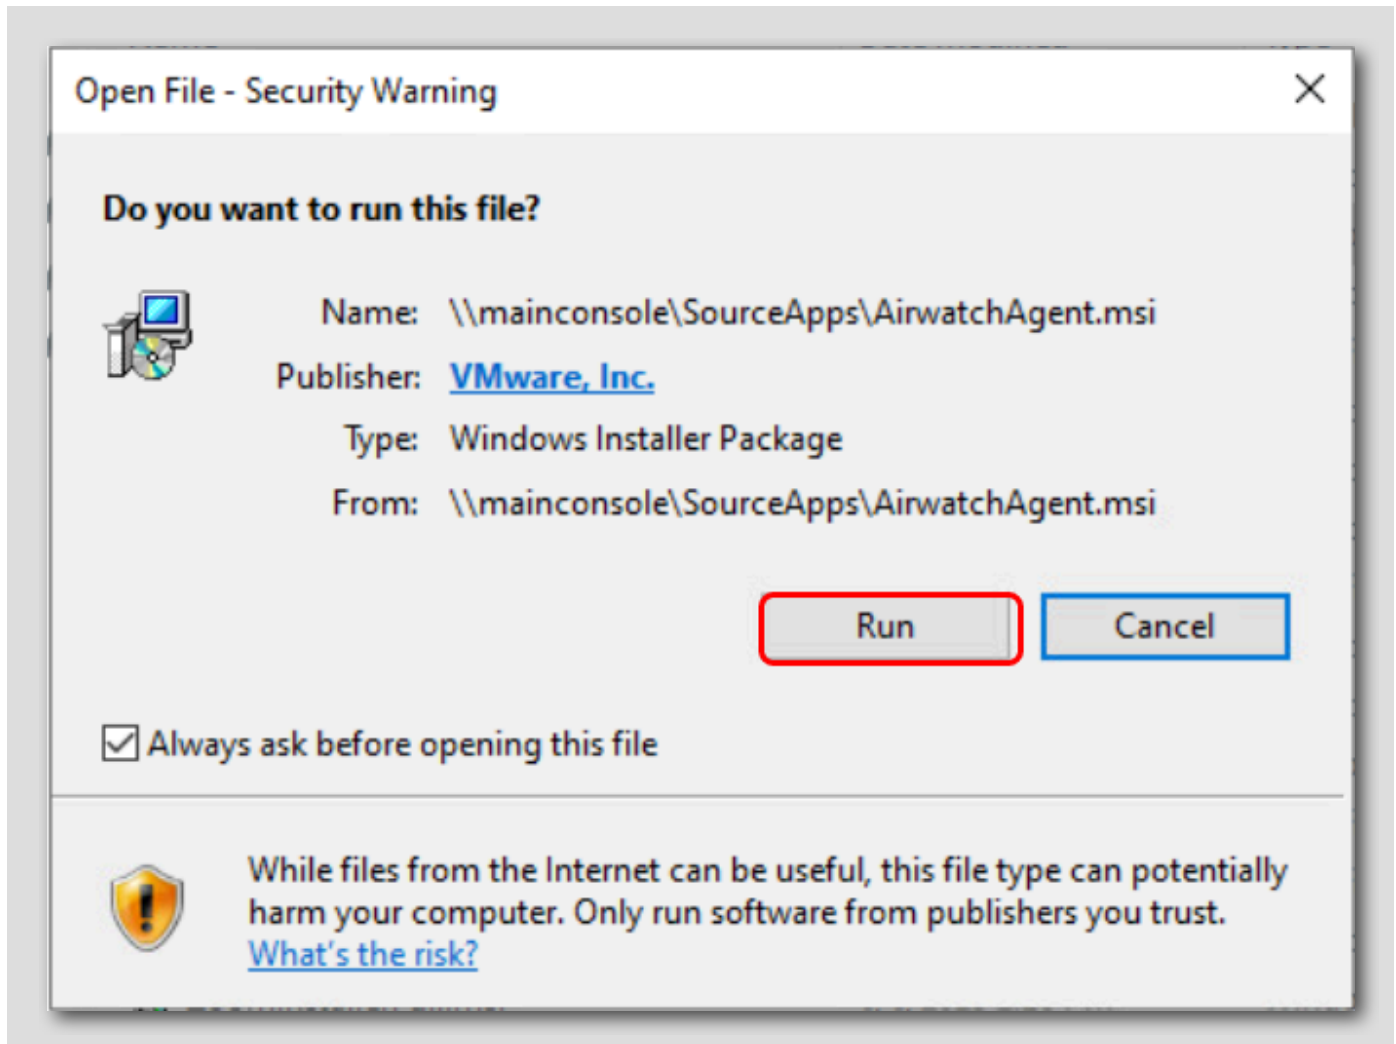 Open File - Security Warning
Do you want to run this file?
Name: \\mainconsole\SourceApps\AirwatchAgent.msi
Publisher: VMware, Inc.
Type: Windows Installer Package
From: \\mainconsole\SourceApps\AirwatchAgent.msi
Run Cancel
Always ask before opening this file
While files from the Internet can be useful, this file type can potentially
harm your computer. Only run software from publishers you trust.
What's the risk?